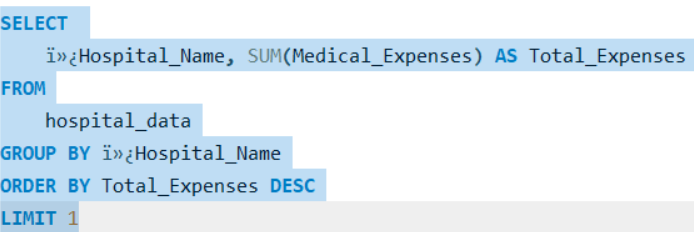 SELECT
ï»¿Hospital_Name, SUM(Medical_Expenses) AS Total_Expenses
FROM
hospital_data
GROUP BY ï»¿Hospital_Name
ORDER BY Total_Expenses DESC
LIMIT 1